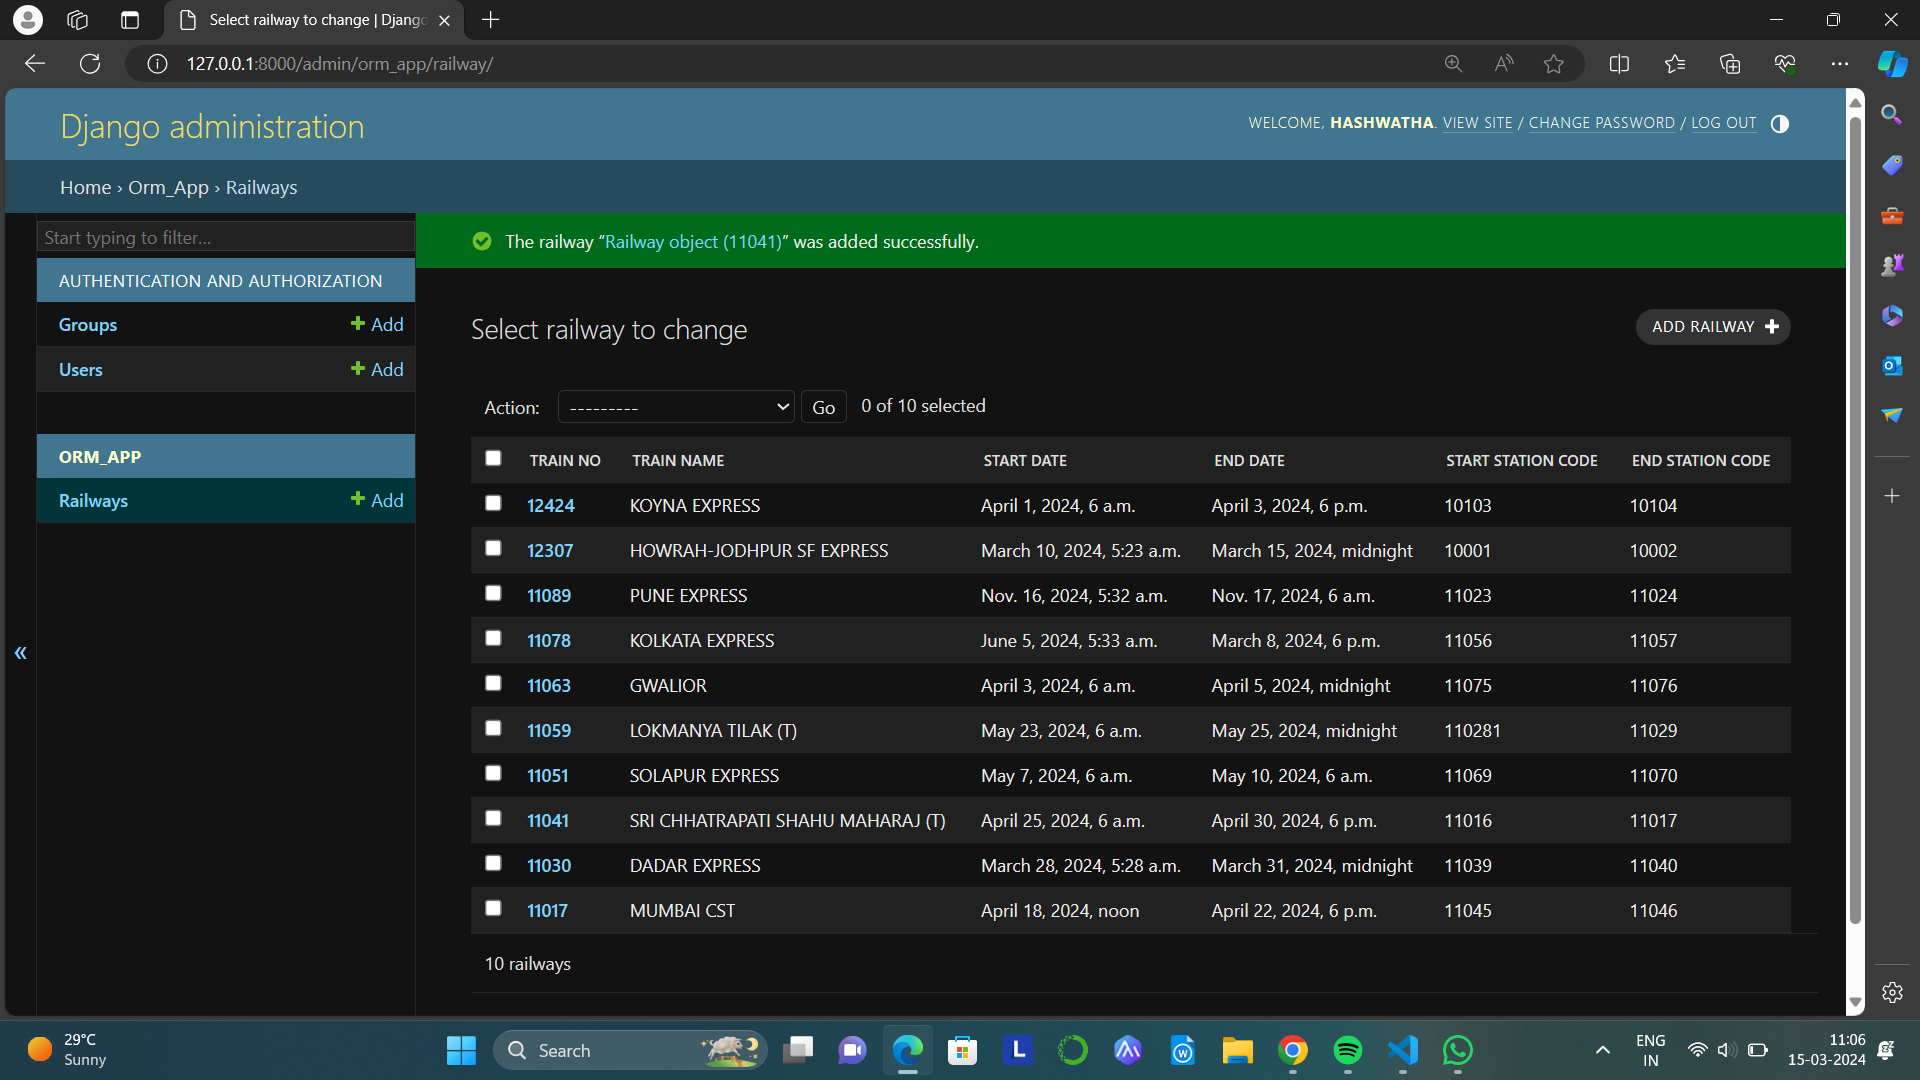 Select railway to change | Django
127.0.0.1:8000/admin/orm_app/railway/
Django administration
WELCOME, HASHWATHA. VIEW SITE / CHANGE PASSWORD / LOG OUT
Home › Orm_App › Railways
Start typing to filter...
AUTHENTICATION AND AUTHORIZATION
Groups + Add
Users + Add
ORM_APP
Railways + Add
«
The railway “Railway object (11041)” was added successfully.
Select railway to change
ADD RAILWAY +
Action: --------- Go 0 of 10 selected
TRAIN NO TRAIN NAME START DATE END DATE START STATION CODE END STATION CODE
12424 KOYNA EXPRESS April 1, 2024, 6 a.m. April 3, 2024, 6 p.m. 10103 10104
12307 HOWRAH-JODHPUR SF EXPRESS March 10, 2024, 5:23 a.m. March 15, 2024, midnight 10001 10002
11089 PUNE EXPRESS Nov. 16, 2024, 5:32 a.m. Nov. 17, 2024, 6 a.m. 11023 11024
11078 KOLKATA EXPRESS June 5, 2024, 5:33 a.m. March 8, 2024, 6 p.m. 11056 11057
11063 GWALIOR April 3, 2024, 6 a.m. April 5, 2024, midnight 11075 11076
11059 LOKMANYA TILAK (T) May 23, 2024, 6 a.m. May 25, 2024, midnight 110281 11029
11051 SOLAPUR EXPRESS May 7, 2024, 6 a.m. May 10, 2024, 6 a.m. 11069 11070
11041 SRI CHHATRAPATI SHAHU MAHARAJ (T) April 25, 2024, 6 a.m. April 30, 2024, 6 p.m. 11016 11017
11030 DADAR EXPRESS March 28, 2024, 5:28 a.m. March 31, 2024, midnight 11039 11040
11017 MUMBAI CST April 18, 2024, noon April 22, 2024, 6 p.m. 11045 11046
10 railways
29°C
Sunny
Search
ENG
IN
11:06
15-03-2024